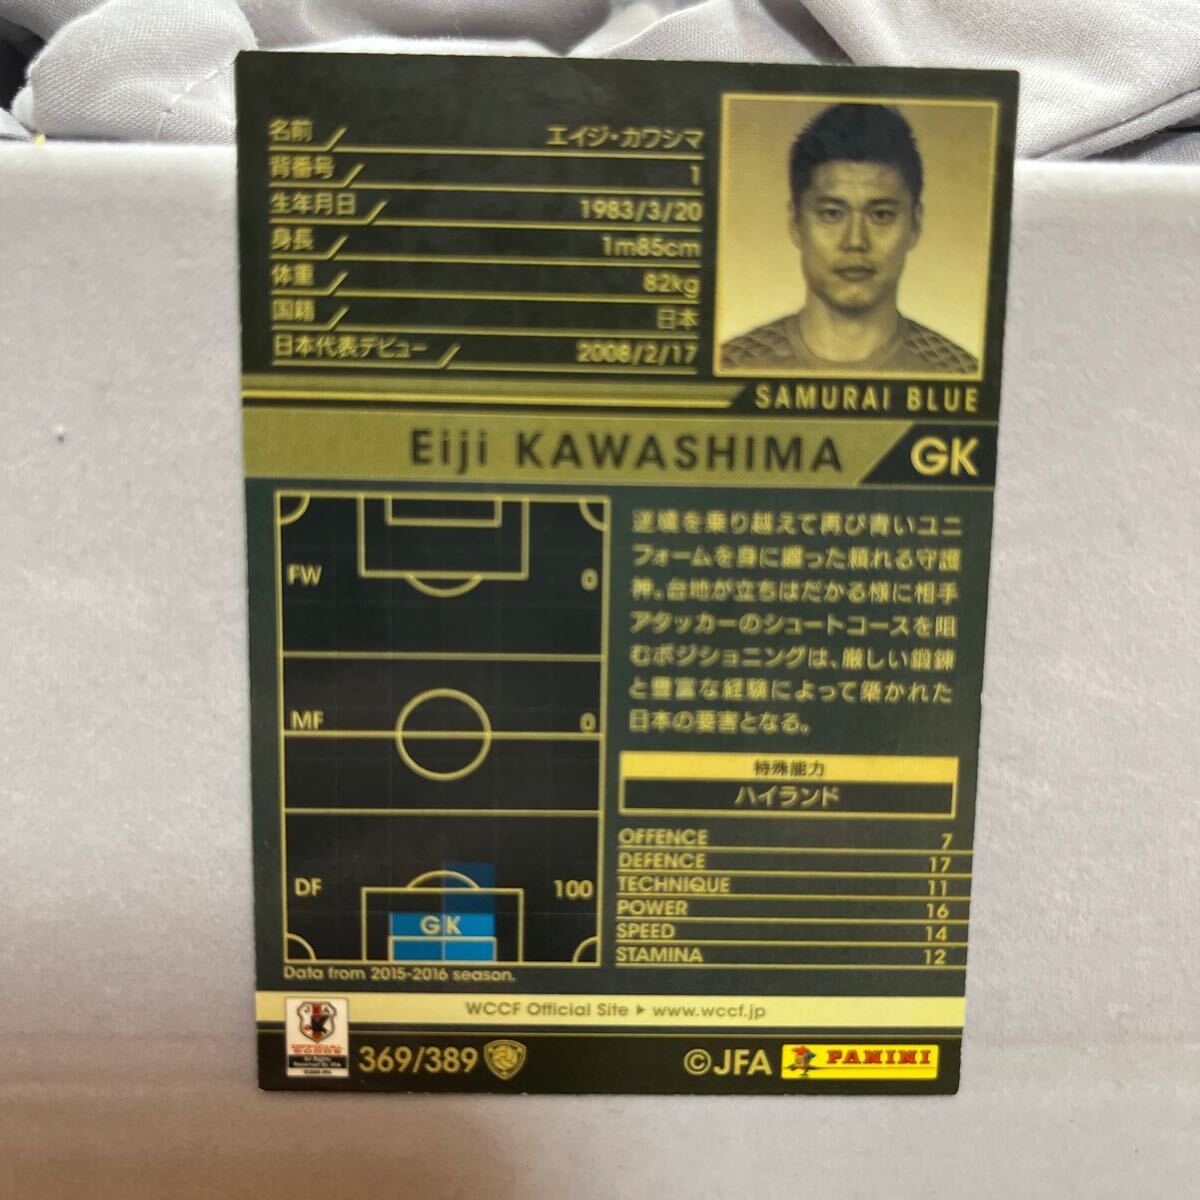 名前 エイジ・カワシマ
背番号 1
生年月日 1983/3/20
身長 1m85cm
体重 82kg
国籍 日本
日本代表デビュー 2008/2/17
SAMURAI BLUE
Eiji KAWASHIMA GK
FW 0
MF 0
DF 100
GK
Data from 2015-2016 season.
逆境を乗り越えて再び青いユニ
フォームを身に纏った頼れる守護
神。台地が立ちはだかる様に相手
アタッカーのシュートコースを阻
むポジショニングは、厳しい鍛錬
と豊富な経験によって築かれた
日本の要害となる。
特殊能力
ハイランド
OFFENCE 7
DEFENCE 17
TECHNIQUE 11
POWER 16
SPEED 14
STAMINA 12
WCCF Official Site ▶ www.wccf.jp
JFA
OFFICIAL
GOODS
All Rights
Reserved By JFA
369/389
©JFA PANINI